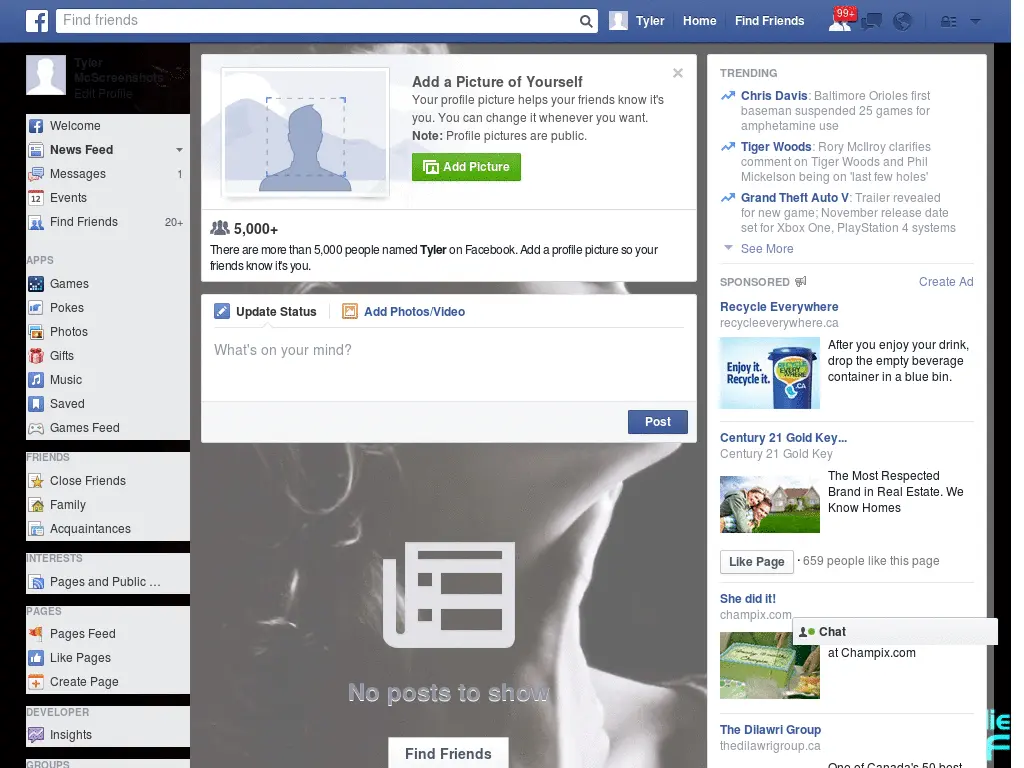 Find friends
Tyler
Home
Find Friends
99+
Tyler
McScreenshots
Edit Profile
Welcome
News Feed
Messages 1
12 Events
Find Friends 20+
APPS
Games
Pokes
Photos
Gifts
Music
Saved
Games Feed
FRIENDS
Close Friends
Family
Acquaintances
INTERESTS
Pages and Public ...
PAGES
Pages Feed
Like Pages
Create Page
DEVELOPER
Insights
GROUPS
Add a Picture of Yourself
Your profile picture helps your friends know it's
you. You can change it whenever you want.
Note: Profile pictures are public.
Add Picture
5,000+
There are more than 5,000 people named Tyler on Facebook. Add a profile picture so your
friends know it's you.
Update Status
Add Photos/Video
What's on your mind?
Post
No posts to show
Find Friends
TRENDING
Chris Davis: Baltimore Orioles first
baseman suspended 25 games for
amphetamine use
Tiger Woods: Rory McIlroy clarifies
comment on Tiger Woods and Phil
Mickelson being on 'last few holes'
Grand Theft Auto V: Trailer revealed
for new game; November release date
set for Xbox One, PlayStation 4 systems
See More
SPONSORED
Create Ad
Recycle Everywhere
recycleeverywhere.ca
Enjoy it.
Recycle it.
RECYCLE
EVERY
WHERE
.CA
After you enjoy your drink,
drop the empty beverage
container in a blue bin.
Century 21 Gold Key...
Century 21 Gold Key
The Most Respected
Brand in Real Estate. We
Know Homes
Like Page · 659 people like this page
She did it!
champix.com
Chat
at Champix.com
The Dilawri Group
thedilawrigroup.ca
One of Canada's 50 best